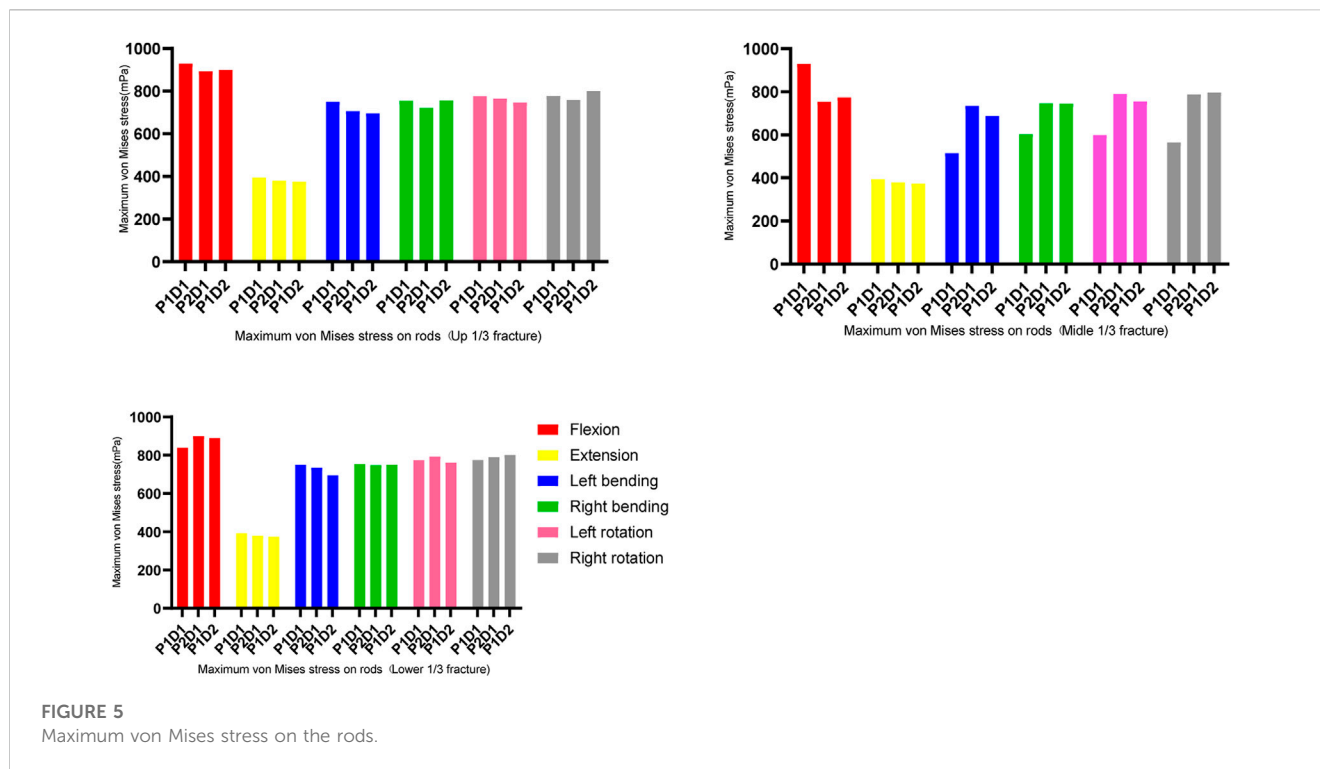 1000
800
600
400
200
0
Maximum von Mises stress(mPa)
P1D1 P2D1 P1D2 P1D1 P2D1 P1D2 P1D1 P2D1 P1D2 P1D1 P2D1 P1D2 P1D1 P2D1 P1D2 P1D1 P2D1 P1D2
Maximum von Mises stress on rods (Up 1/3 fracture)
1000
800
600
400
200
0
Maximum von Mises stress(mPa)
P1D1 P2D1 P1D2 P1D1 P2D1 P1D2 P1D1 P2D1 P1D2 P1D1 P2D1 P1D2 P1D1 P2D1 P1D2 P1D1 P2D1 P1D2
Maximum von Mises stress on rods (Midle 1/3 fracture)
1000
800
600
400
200
0
Maximum von Mises stress(mPa)
P1D1 P2D1 P1D2 P1D1 P2D1 P1D2 P1D1 P2D1 P1D2 P1D1 P2D1 P1D2 P1D1 P2D1 P1D2 P1D1 P2D1 P1D2
Maximum von Mises stress on rods (Lower 1/3 fracture)
Flexion
Extension
Left bending
Right bending
Left rotation
Right rotation
FIGURE 5
Maximum von Mises stress on the rods.